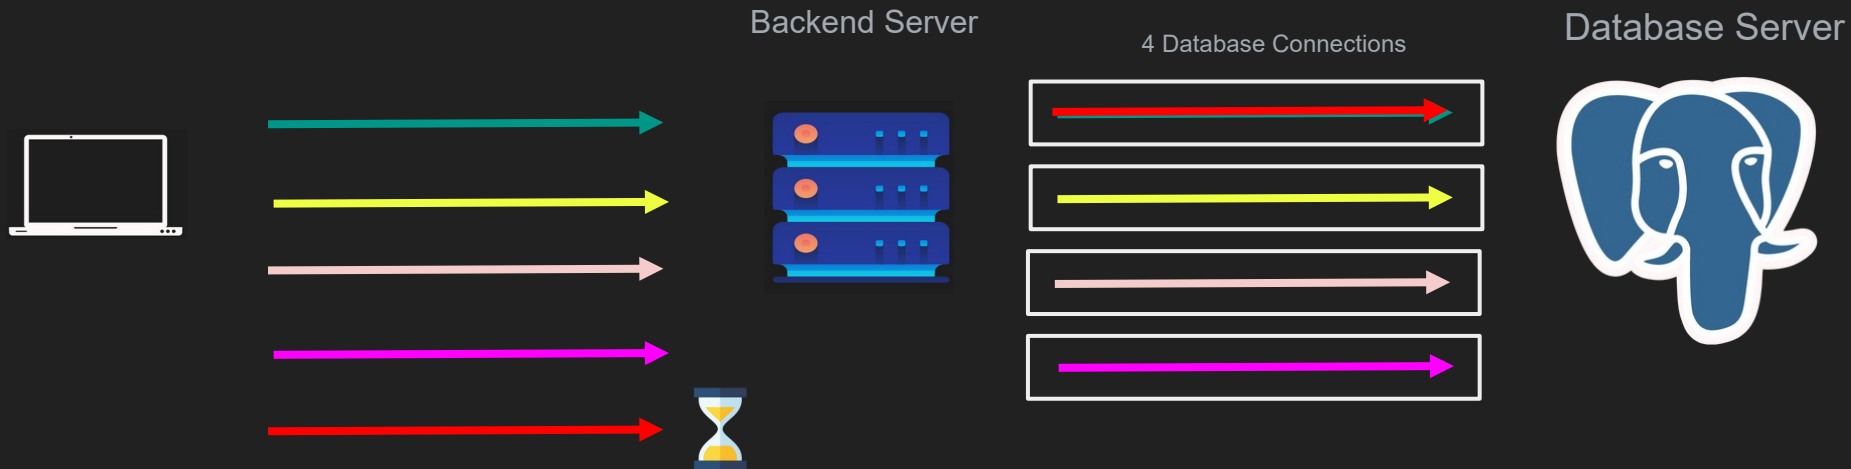 Backend Server
4 Database Connections
Database Server